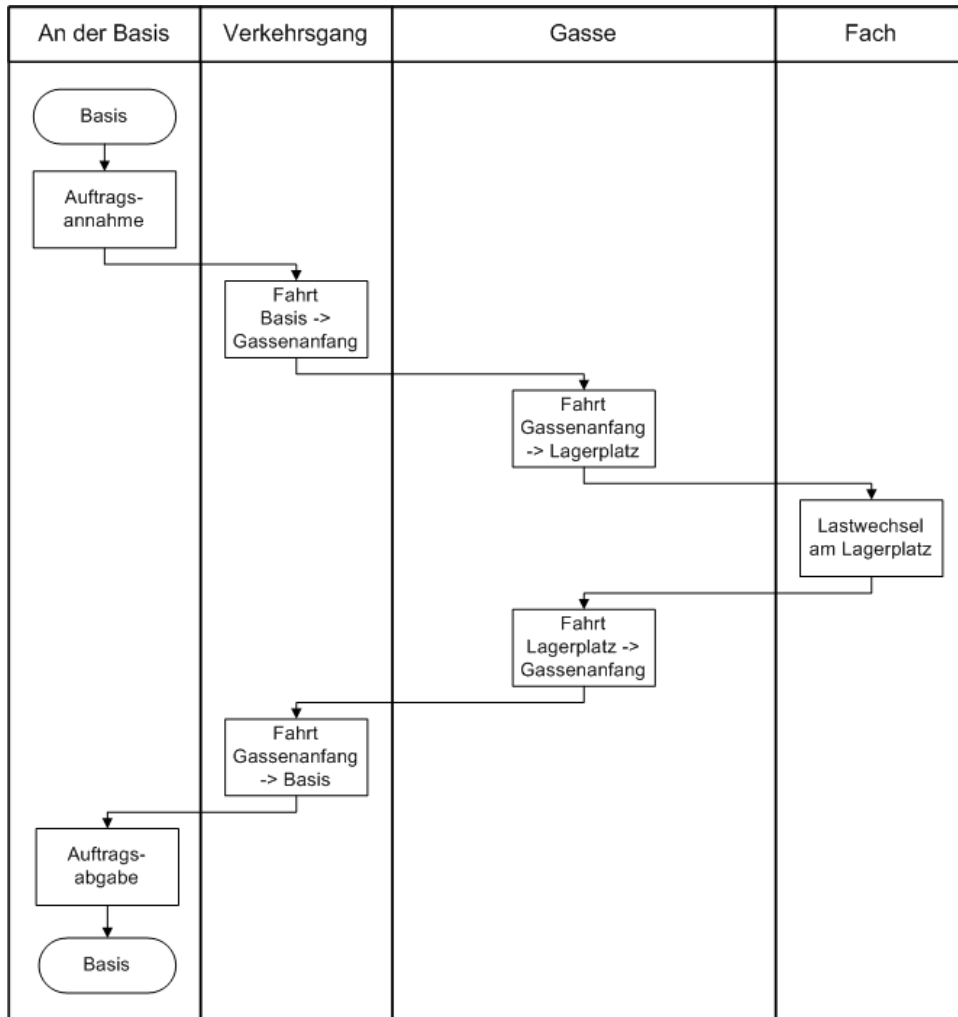 An der Basis
Verkehrsgang
Gasse
Fach
Basis
Auftrags-
annahme
Fahrt
Basis ->
Gassenanfang
Fahrt
Gassenanfang
-> Lagerplatz
Lastwechsel
am Lagerplatz
Fahrt
Lagerplatz ->
Gassenanfang
Fahrt
Gassenanfang
-> Basis
Auftrags-
abgabe
Basis